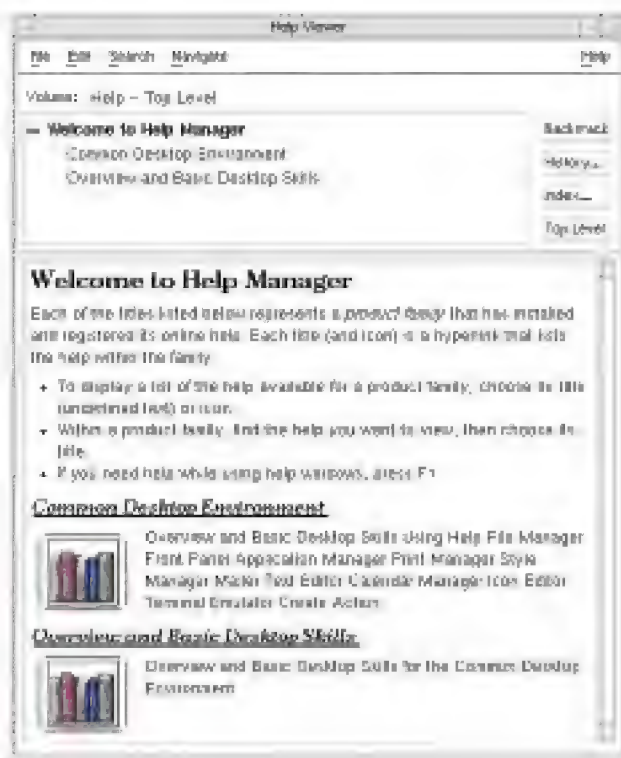 Help Viewer
File Edit Search Navigate Help
Volume: Help – Top Level
– Welcome to Help Manager
Common Desktop Environment
Overview and Basic Desktop Skills
Backtrack
History...
Index...
Top Level
Welcome to Help Manager
Each of the titles listed below represents a product family that has installed
and registered its online help. Each title (and icon) is a hyperlink that lists
the help within the family.
• To display a list of the help available for a product family, choose its title
(underlined text) or icon.
• Within a product family, find the help you want to view, then choose its
title.
• If you need help while using help windows, press F1
Common Desktop Environment
Overview and Basic Desktop Skills Using Help File Manager
Front Panel Application Manager Print Manager Style
Manager Mailer Text Editor Calendar Manager Icon Editor
Terminal Emulator Create Action
Overview and Basic Desktop Skills
Overview and Basic Desktop Skills for the Common Desktop
Environment